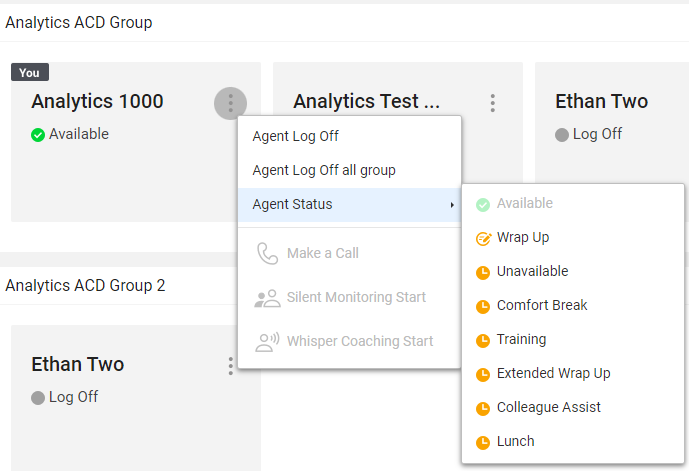 Analytics ACD Group
You
Analytics 1000
Available
Analytics Test ...
Ethan Two
Log Off
Agent Log Off
Agent Log Off all group
Agent Status
Make a Call
Silent Monitoring Start
Whisper Coaching Start
Available
Wrap Up
Unavailable
Comfort Break
Training
Extended Wrap Up
Colleague Assist
Lunch
Analytics ACD Group 2
Ethan Two
Log Off